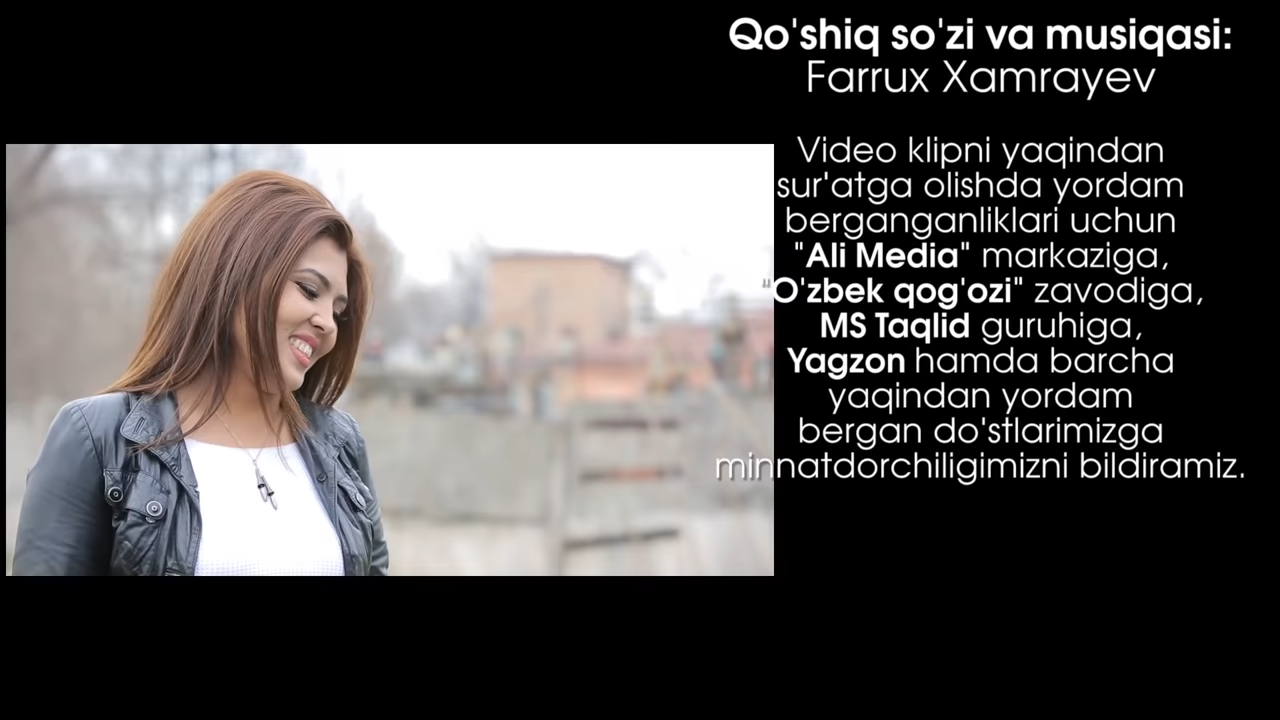 Qo'shiq so'zi va musiqasi:
Farrux Xamrayev
Video klipni yaqindan
sur'atga olishda yordam
berganganliklari uchun
"Ali Media" markaziga,
"O'zbek qog'ozi" zavodiga,
MS Taqlid guruhiga,
Yagzon hamda barcha
yaqindan yordam
bergan do'stlarimizga
minnatdorchiligimizni bildiramiz.